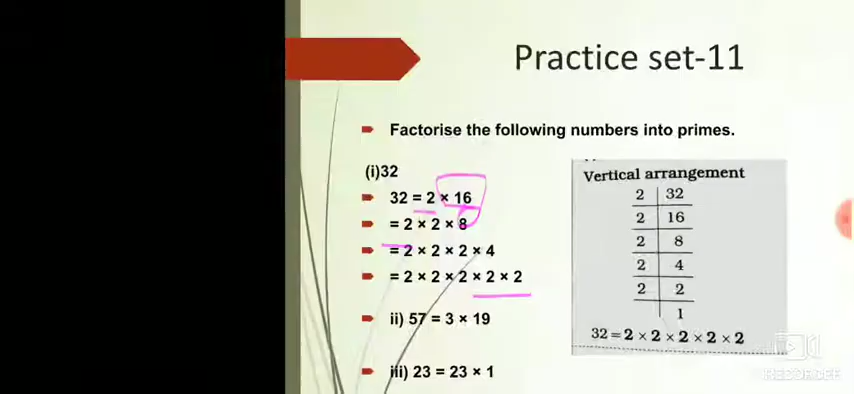 Practice set-11
Factorise the following numbers into primes.
(i)32
32 = 2 × 16
= 2 × 2 × 8
= 2 × 2 × 2 × 4
= 2 × 2 × 2 × 2 × 2
ii) 57 = 3 × 19
iii) 23 = 23 × 1
Vertical arrangement
2 32
2 16
2 8
2 4
2 2
1
32 = 2 × 2 × 2 × 2 × 2